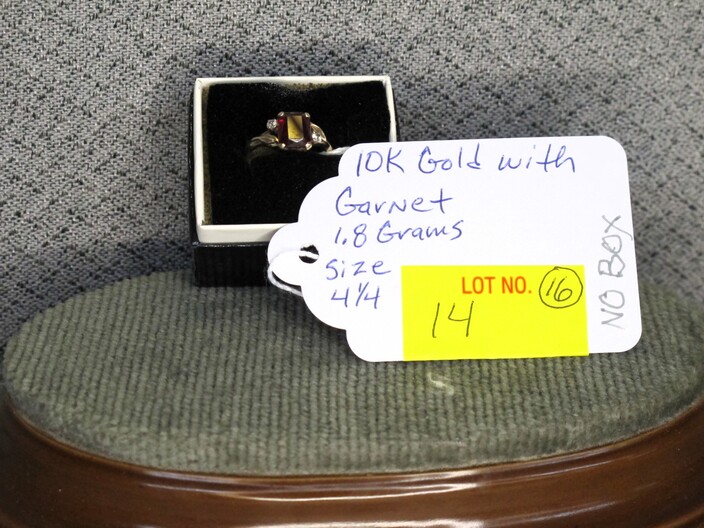 10K Gold with
Garnet
1.8 Grams
Size
4 1/4
LOT NO. 16
14
NO BOX